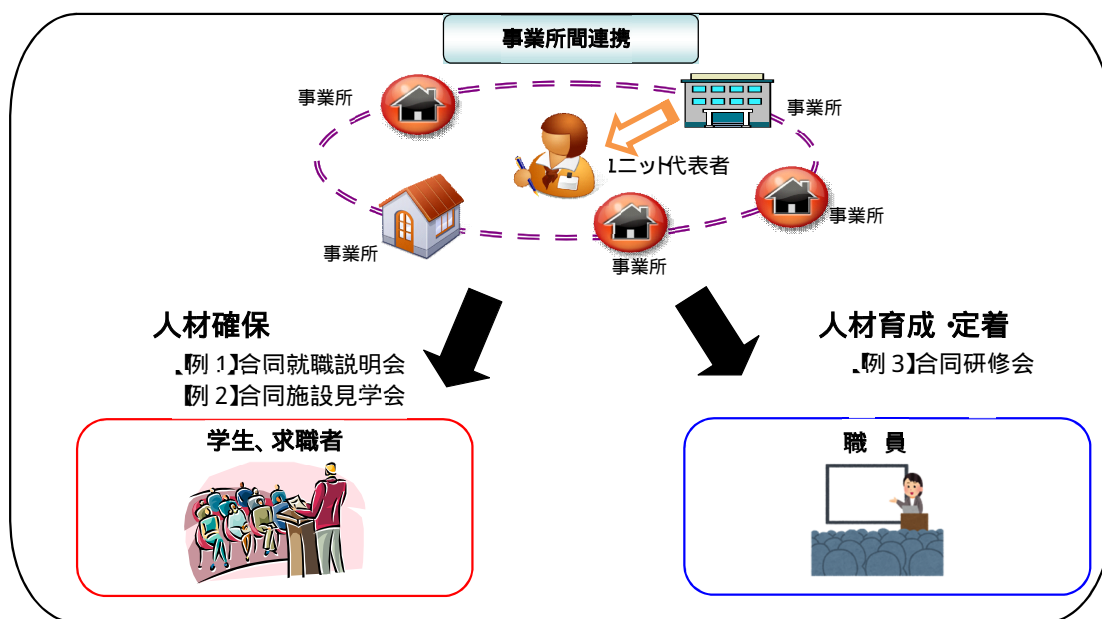 事業所間連携
事業所
事業所
ユニット代表者
事業所
事業所
事業所
人材確保
【例1】合同就職説明会、
【例2】合同施設見学会
人材育成・定着
【例3】合同研修会、
学生、求職者
職 員